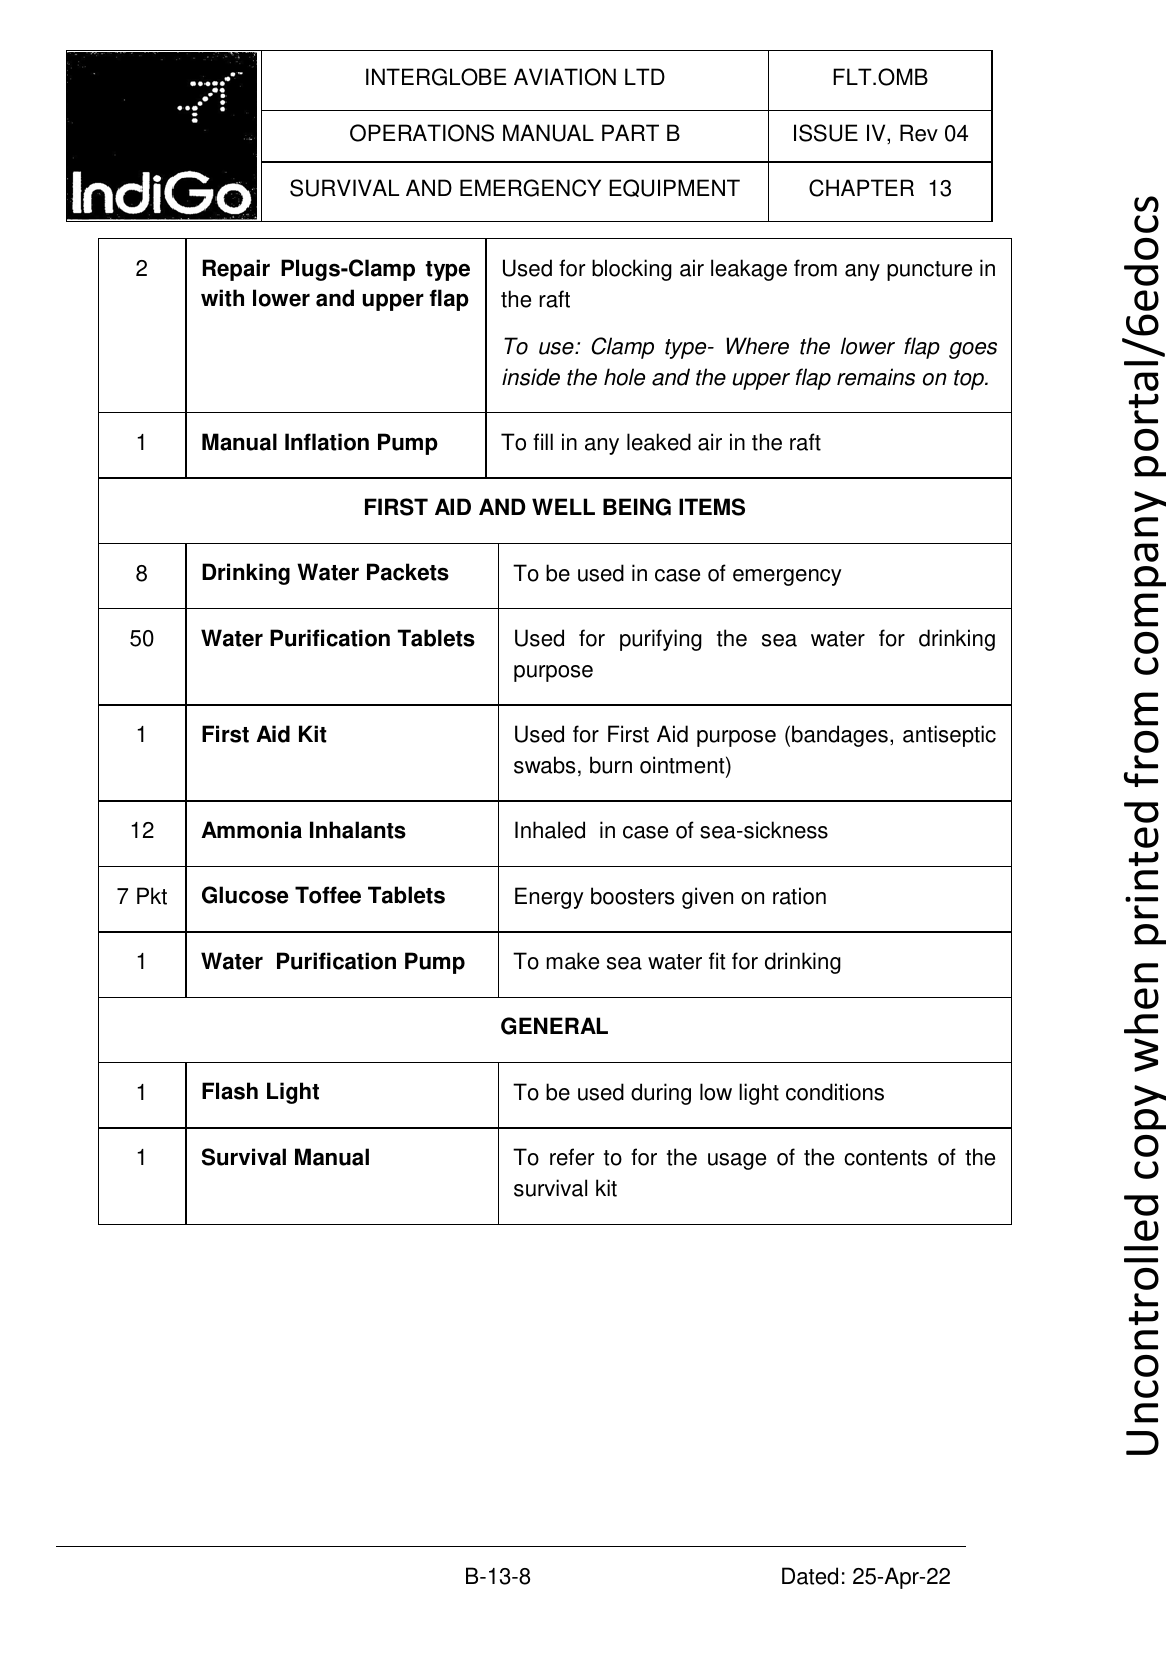 IndiGo
INTERGLOBE AVIATION LTD
FLT.OMB
OPERATIONS MANUAL PART B
ISSUE IV, Rev 04
SURVIVAL AND EMERGENCY EQUIPMENT
CHAPTER 13
2
Repair Plugs-Clamp type
with lower and upper flap
Used for blocking air leakage from any puncture in
the raft
To use: Clamp type- Where the lower flap goes
inside the hole and the upper flap remains on top.
1
Manual Inflation Pump
To fill in any leaked air in the raft
FIRST AID AND WELL BEING ITEMS
8
Drinking Water Packets
To be used in case of emergency
50
Water Purification Tablets
Used for purifying the sea water for drinking
purpose
1
First Aid Kit
Used for First Aid purpose (bandages, antiseptic
swabs, burn ointment)
12
Ammonia Inhalants
Inhaled in case of sea-sickness
7 Pkt
Glucose Toffee Tablets
Energy boosters given on ration
1
Water Purification Pump
To make sea water fit for drinking
GENERAL
1
Flash Light
To be used during low light conditions
1
Survival Manual
To refer to for the usage of the contents of the
survival kit
B-13-8
Dated: 25-Apr-22
Uncontrolled copy when printed from company portal/6edocs